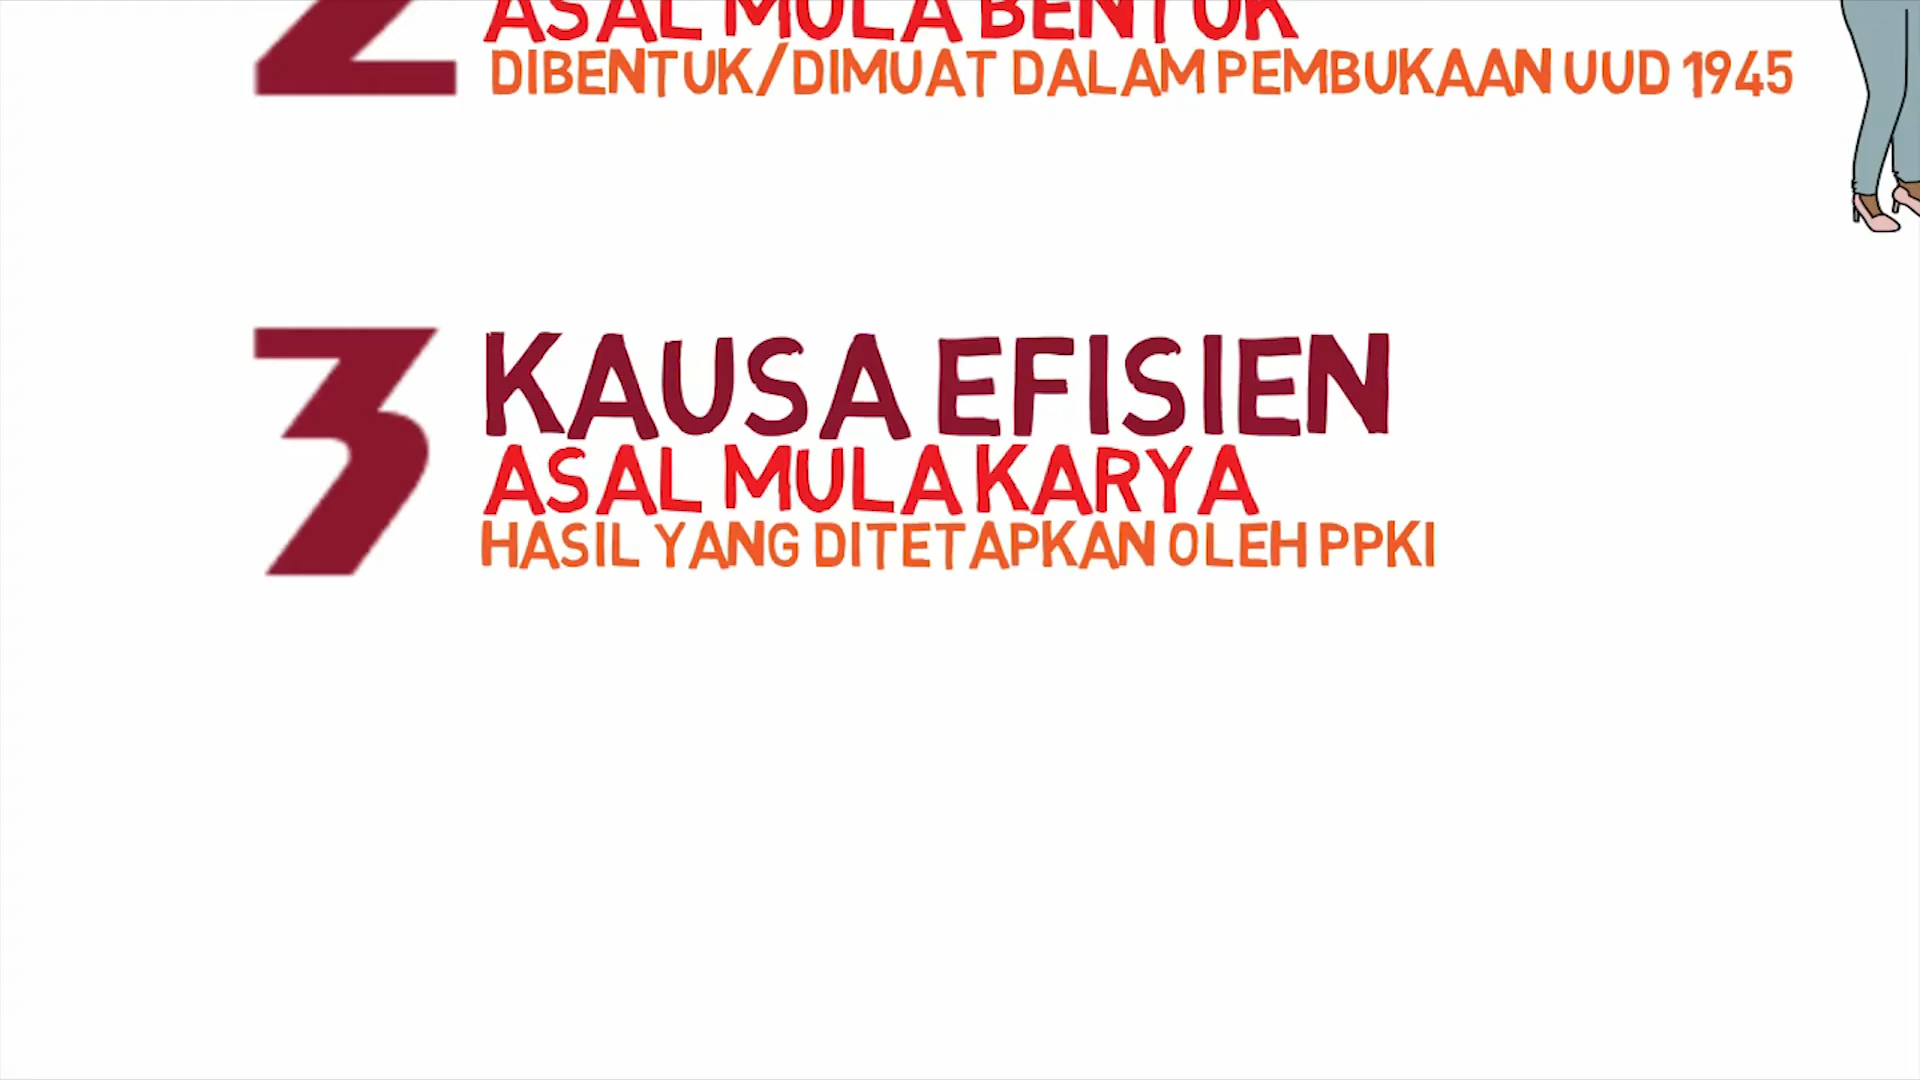 2
ASAL MULA BENTUK
DIBENTUK/DIMUAT DALAM PEMBUKAAN UUD 1945
3
KAUSA EFISIEN
ASAL MULA KARYA
HASIL YANG DITETAPKAN OLEH PPKI